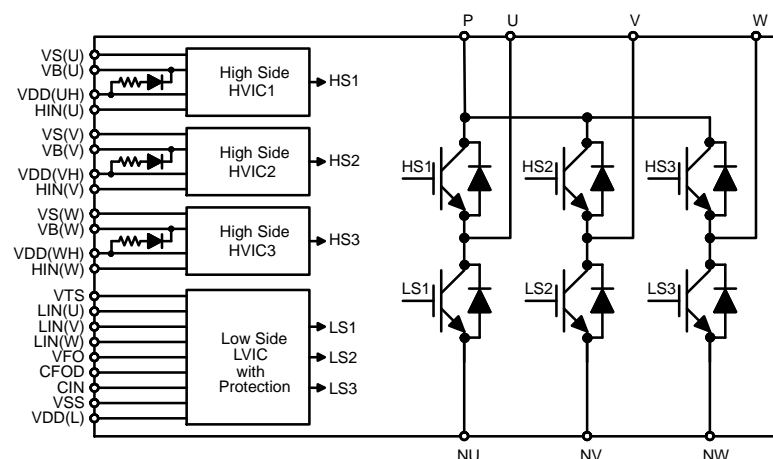 P
U
V
W
VS(U)
VB(U)
VDD(UH)
HIN(U)
High Side
HVIC1
HS1
VS(V)
VB(V)
VDD(VH)
HIN(V)
High Side
HVIC2
HS2
VS(W)
VB(W)
VDD(WH)
HIN(W)
High Side
HVIC3
HS3
VTS
LIN(U)
LIN(V)
LIN(W)
VFO
CFOD
CIN
VSS
VDD(L)
Low Side
LVIC
with
Protection
LS1
LS2
LS3
HS1
HS2
HS3
LS1
LS2
LS3
NU
NV
NW